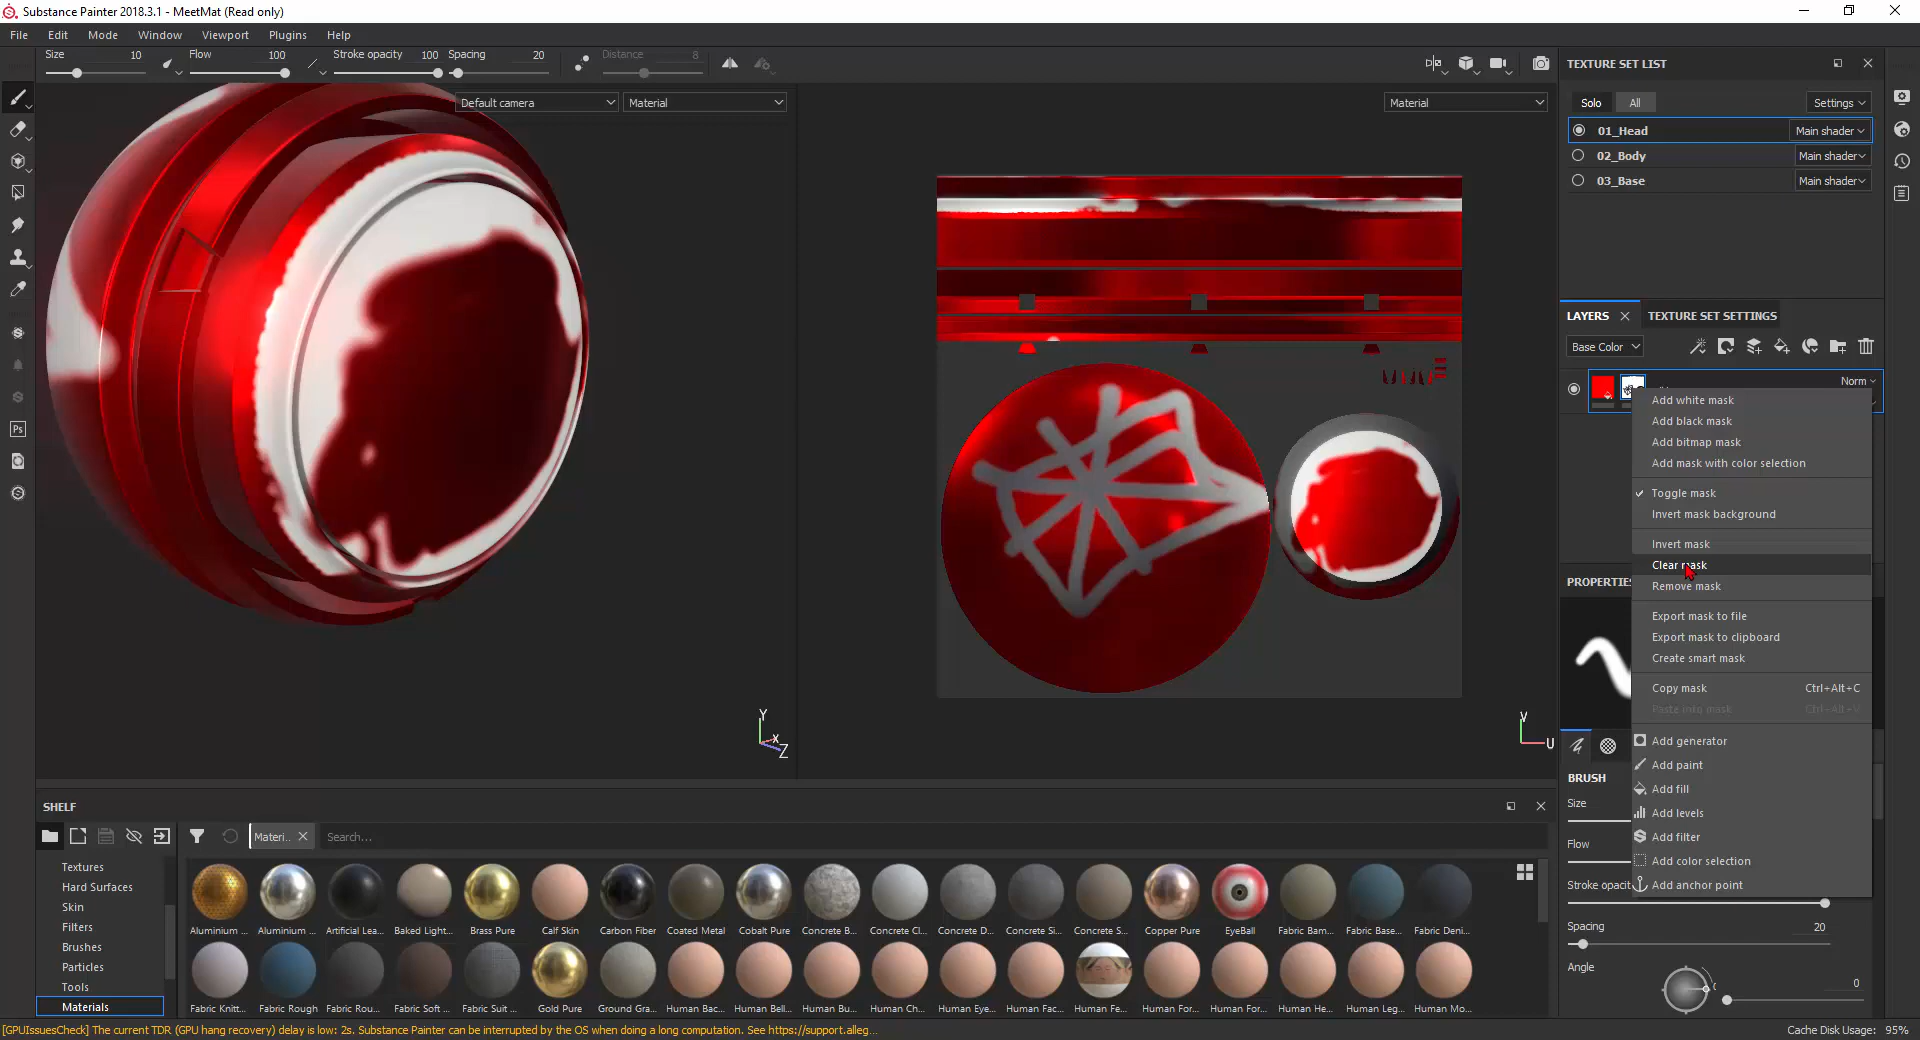 Substance Painter 2018.3.1 - MeetMat (Read only)
File Edit Mode Window Viewport Plugins Help
Size 10 Flow 100 Stroke opacity 100 Spacing 20 Distance 8
Default camera Material Material
TEXTURE SET LIST
Solo All Settings
01_Head Main shader
02_Body Main shader
03_Base Main shader
LAYERS TEXTURE SET SETTINGS
Base Color
Norm
Add white mask
Add black mask
Add bitmap mask
Add mask with color selection
Toggle mask
Invert mask background
Invert mask
Clear mask
Remove mask
Export mask to file
Export mask to clipboard
Create smart mask
Copy mask Ctrl+Alt+C
Paste into mask Ctrl+Alt+V
Add generator
Add paint
Add fill
Add levels
Add filter
Add color selection
Add anchor point
PROPERTIES
BRUSH
Size
Flow
Stroke opacit
Spacing 20
Angle 0
Y X Z
V U
Ps
SHELF
Materi.. Search...
Textures
Hard Surfaces
Skin
Filters
Brushes
Particles
Tools
Materials
Aluminium ... Aluminium ... Artificial Lea... Baked Light... Brass Pure Calf Skin Carbon Fiber Coated Metal Cobalt Pure Concrete B... Concrete Cl... Concrete D... Concrete Si... Concrete S... Copper Pure EyeBall Fabric Bam... Fabric Base... Fabric Deni...
Fabric Knitt... Fabric Rough Fabric Rou... Fabric Soft ... Fabric Suit ... Gold Pure Ground Gra... Human Bac... Human Bell... Human Bu... Human Ch... Human Eye... Human Fac... Human Fe... Human For... Human For... Human He... Human Leg... Human Mo...
[GPUIssuesCheck] The current TDR (GPU hang recovery) delay is low: 2s. Substance Painter can be interrupted by the OS when doing a long computation. See https://support.alleg...
Cache Disk Usage: 95%